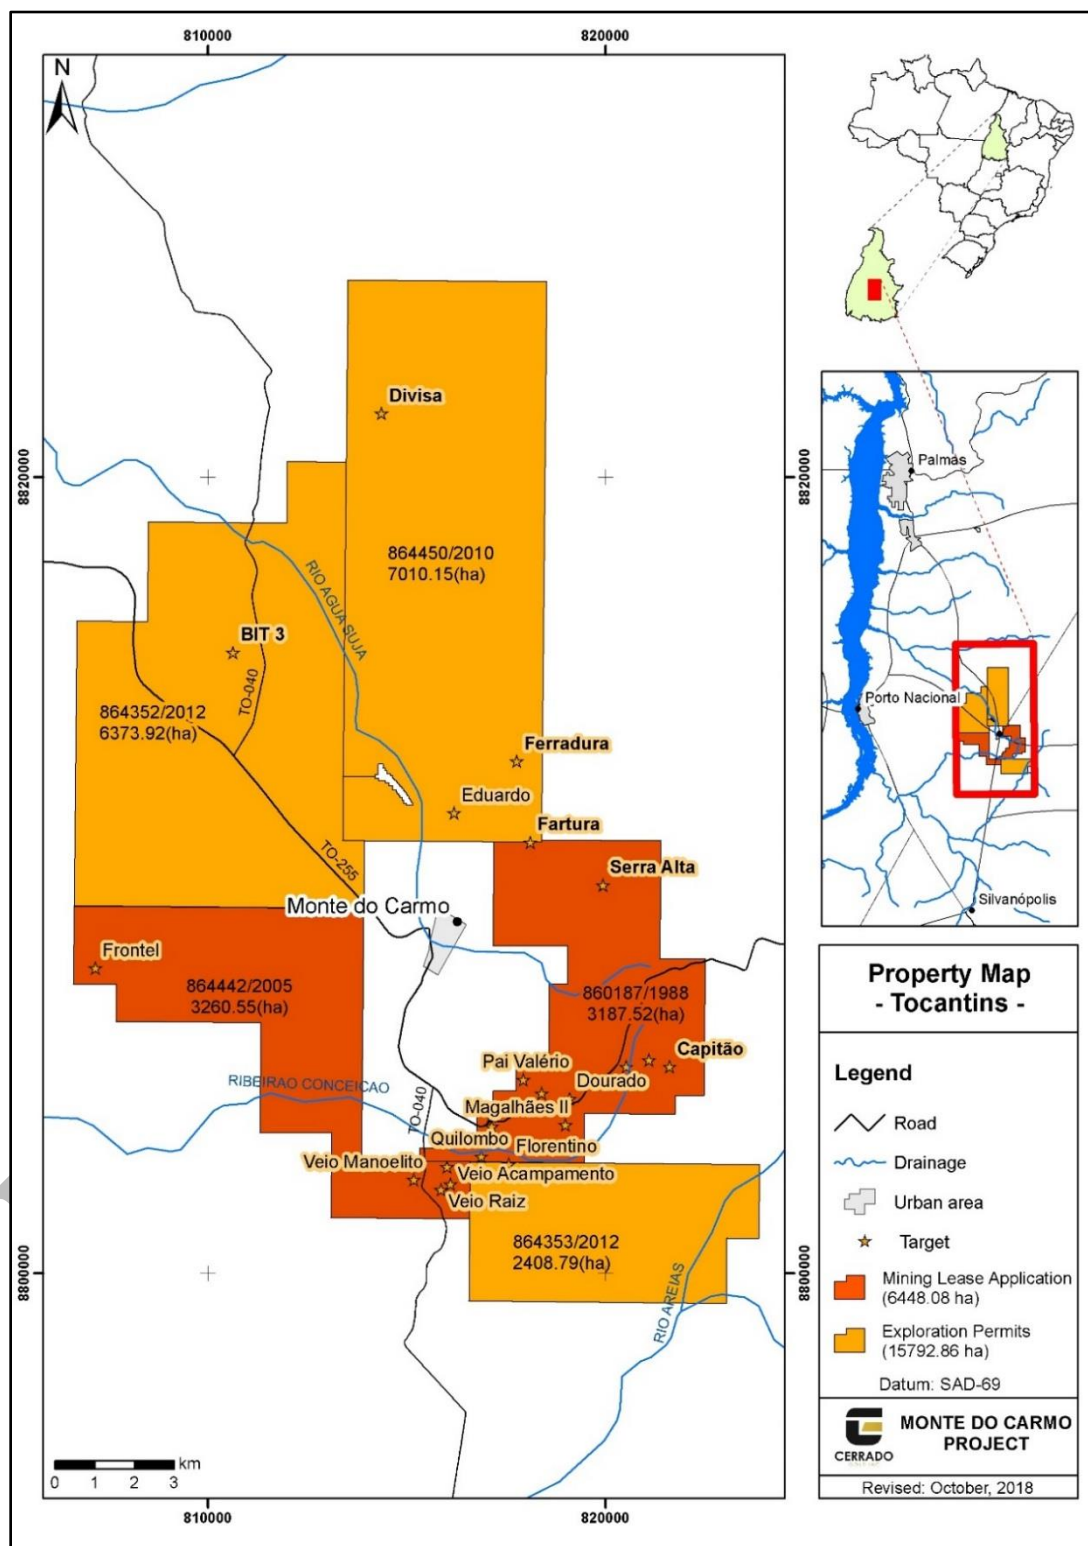 810000
820000
N
Divisa
8820000
8820000
864450/2010
7010.15(ha)
RIO AGUA SUJA
BIT 3
TO-040
864352/2012
6373.92(ha)
Ferradura
Eduardo
Fartura
TO-255
Serra Alta
Monte do Carmo
Frontel
864442/2005
3260.55(ha)
860187/1988
3187.52(ha)
Capitão
Pai Valério
Dourado
RIBEIRAO CONCEICAO
TO-040
Magalhães II
Quilombo
Florentino
Veio Manoelito
Veio Acampamento
Veio Raiz
864353/2012
2408.79(ha)
8800000
8800000
RIO AREIAS
km
0 1 2 3
810000
820000
Palmas
Porto Nacional
Silvanópolis
Property Map
- Tocantins -
Legend
Road
Drainage
Urban area
Target
Mining Lease Application
(6448.08 ha)
Exploration Permits
(15792.86 ha)
Datum: SAD-69
CERRADO
MONTE DO CARMO
PROJECT
Revised: October, 2018